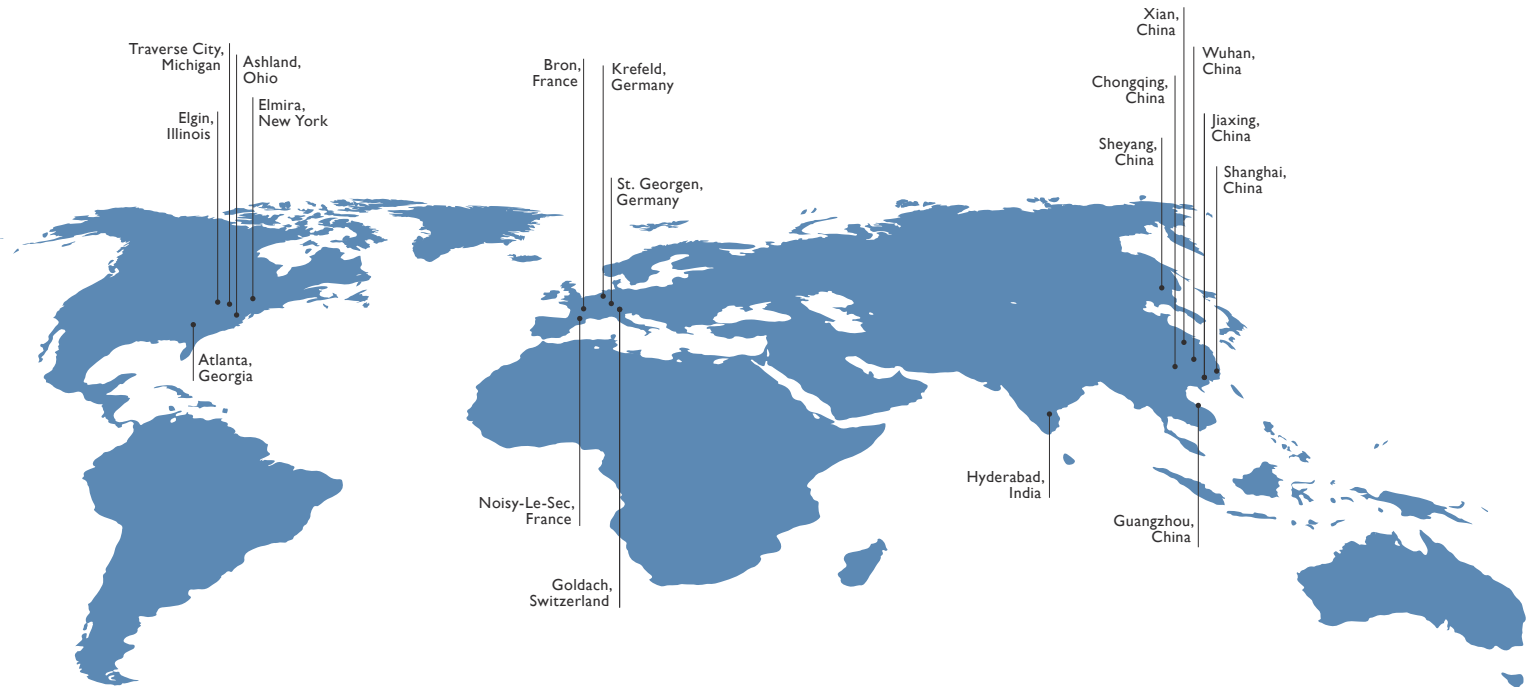 Traverse City,
Michigan
Ashland,
Ohio
Elgin,
Illinois
Elmira,
New York
Atlanta,
Georgia
Bron,
France
Krefeld,
Germany
St. Georgen,
Germany
Noisy-Le-Sec,
France
Goldach,
Switzerland
Xian,
China
Wuhan,
China
Chongqing,
China
Jiaxing,
China
Sheyang,
China
Shanghai,
China
Hyderabad,
India
Guangzhou,
China